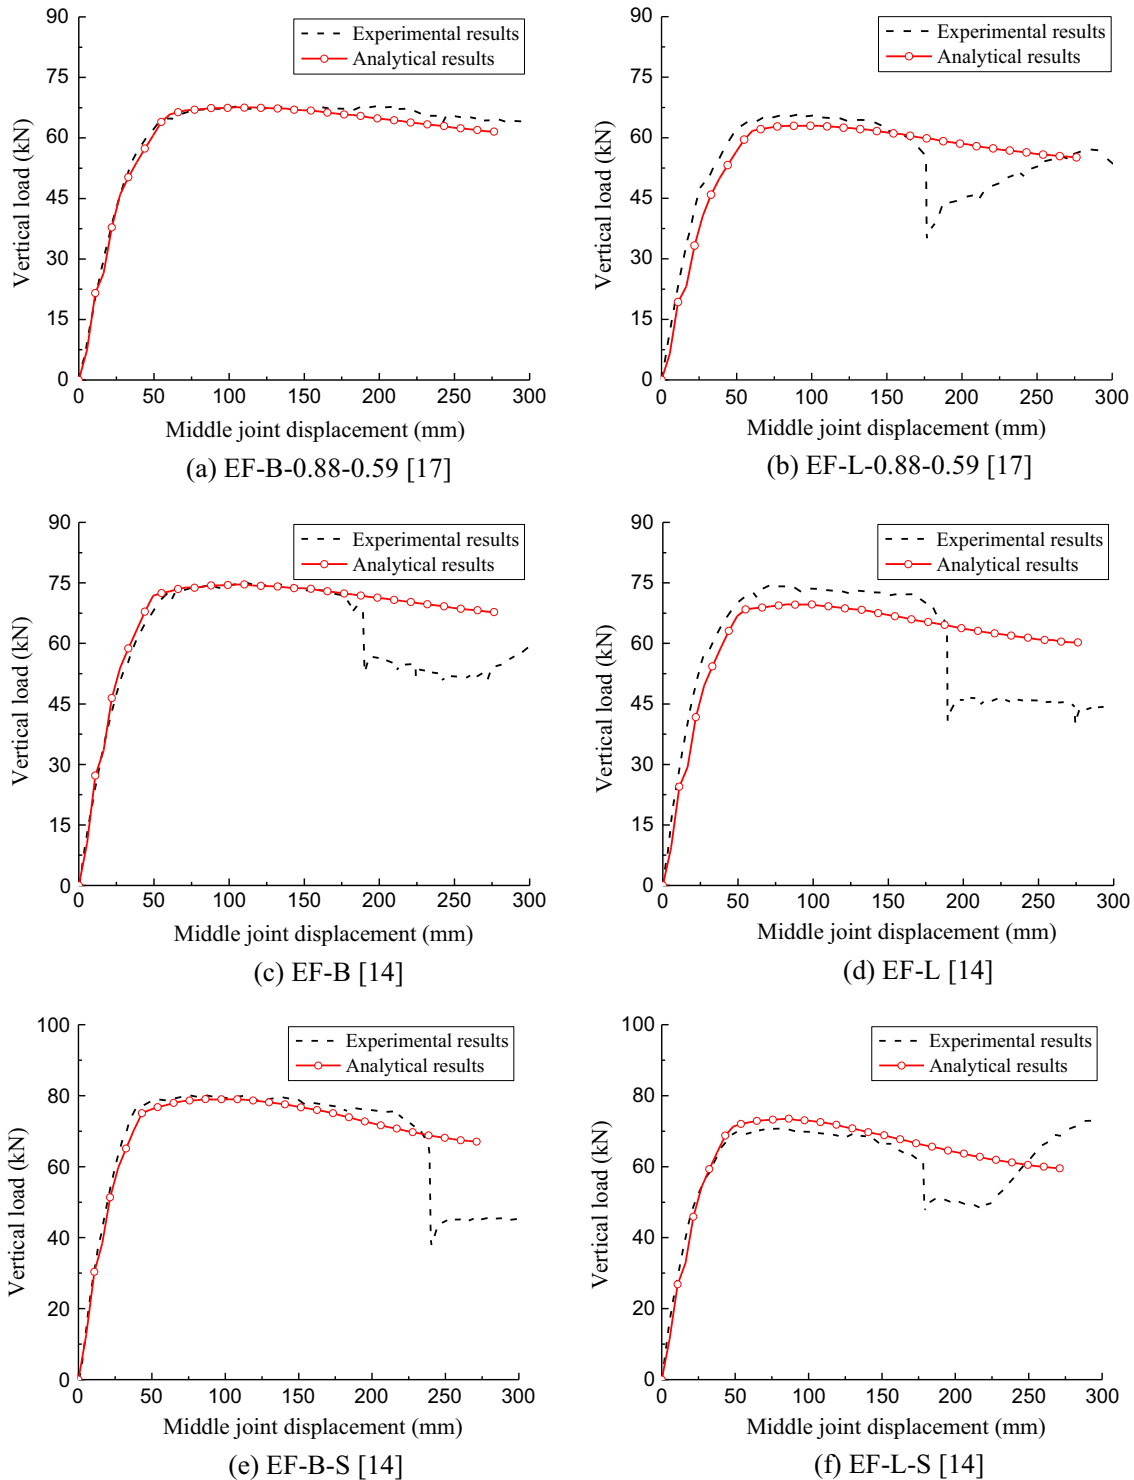 90
75
60
45
30
15
0
Vertical load (kN)
Experimental results
Analytical results
0 50 100 150 200 250 300
Middle joint displacement (mm)
(a) EF-B-0.88-0.59 [17]
90
75
60
45
30
15
0
Vertical load (kN)
Experimental results
Analytical results
0 50 100 150 200 250 300
Middle joint displacement (mm)
(b) EF-L-0.88-0.59 [17]
90
75
60
45
30
15
0
Vertical load (kN)
Experimental results
Analytical results
0 50 100 150 200 250 300
Middle joint displacement (mm)
(c) EF-B [14]
90
75
60
45
30
15
0
Vertical load (kN)
Experimental results
Analytical results
0 50 100 150 200 250 300
Middle joint displacement (mm)
(d) EF-L [14]
100
80
60
40
20
0
Vertical load (kN)
Experimental results
Analytical results
0 50 100 150 200 250 300
Middle joint displacement (mm)
(e) EF-B-S [14]
100
80
60
40
20
0
Vertical load (kN)
Experimental results
Analytical results
0 50 100 150 200 250 300
Middle joint displacement (mm)
(f) EF-L-S [14]